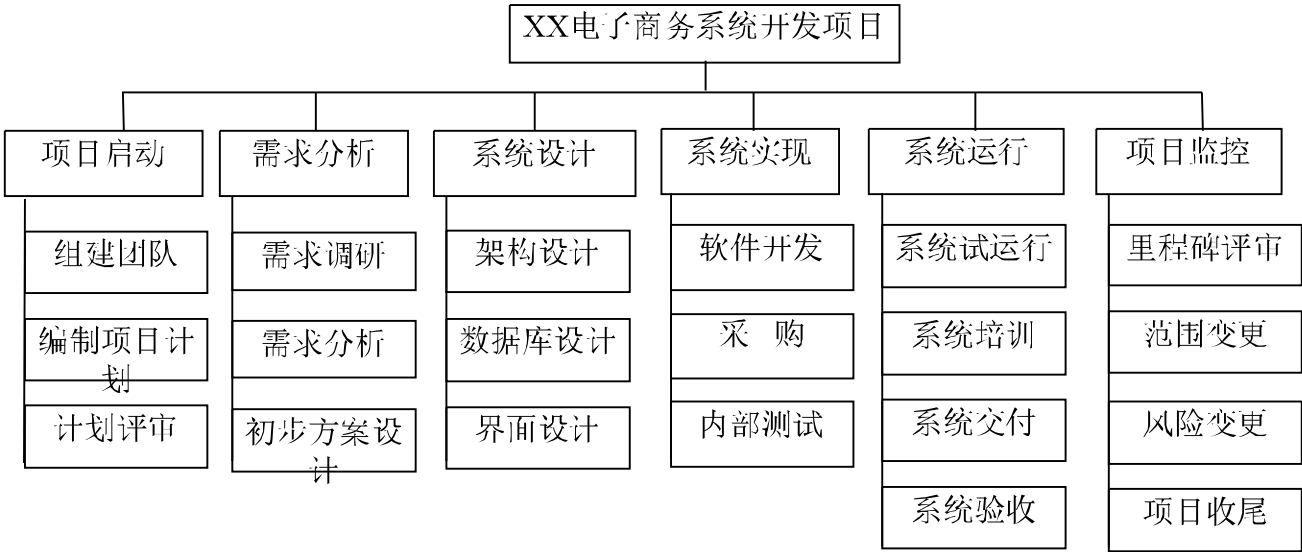 XX电子商务系统开发项目
项目启动
需求分析
系统设计
系统实现
系统运行
项目监控
组建团队
需求调研
架构设计
软件开发
系统试运行
里程碑评审
编制项目计
划
需求分析
数据库设计
采 购
系统培训
范围变更
计划评审
初步方案设
计
界面设计
内部测试
系统交付
风险变更
系统验收
项目收尾